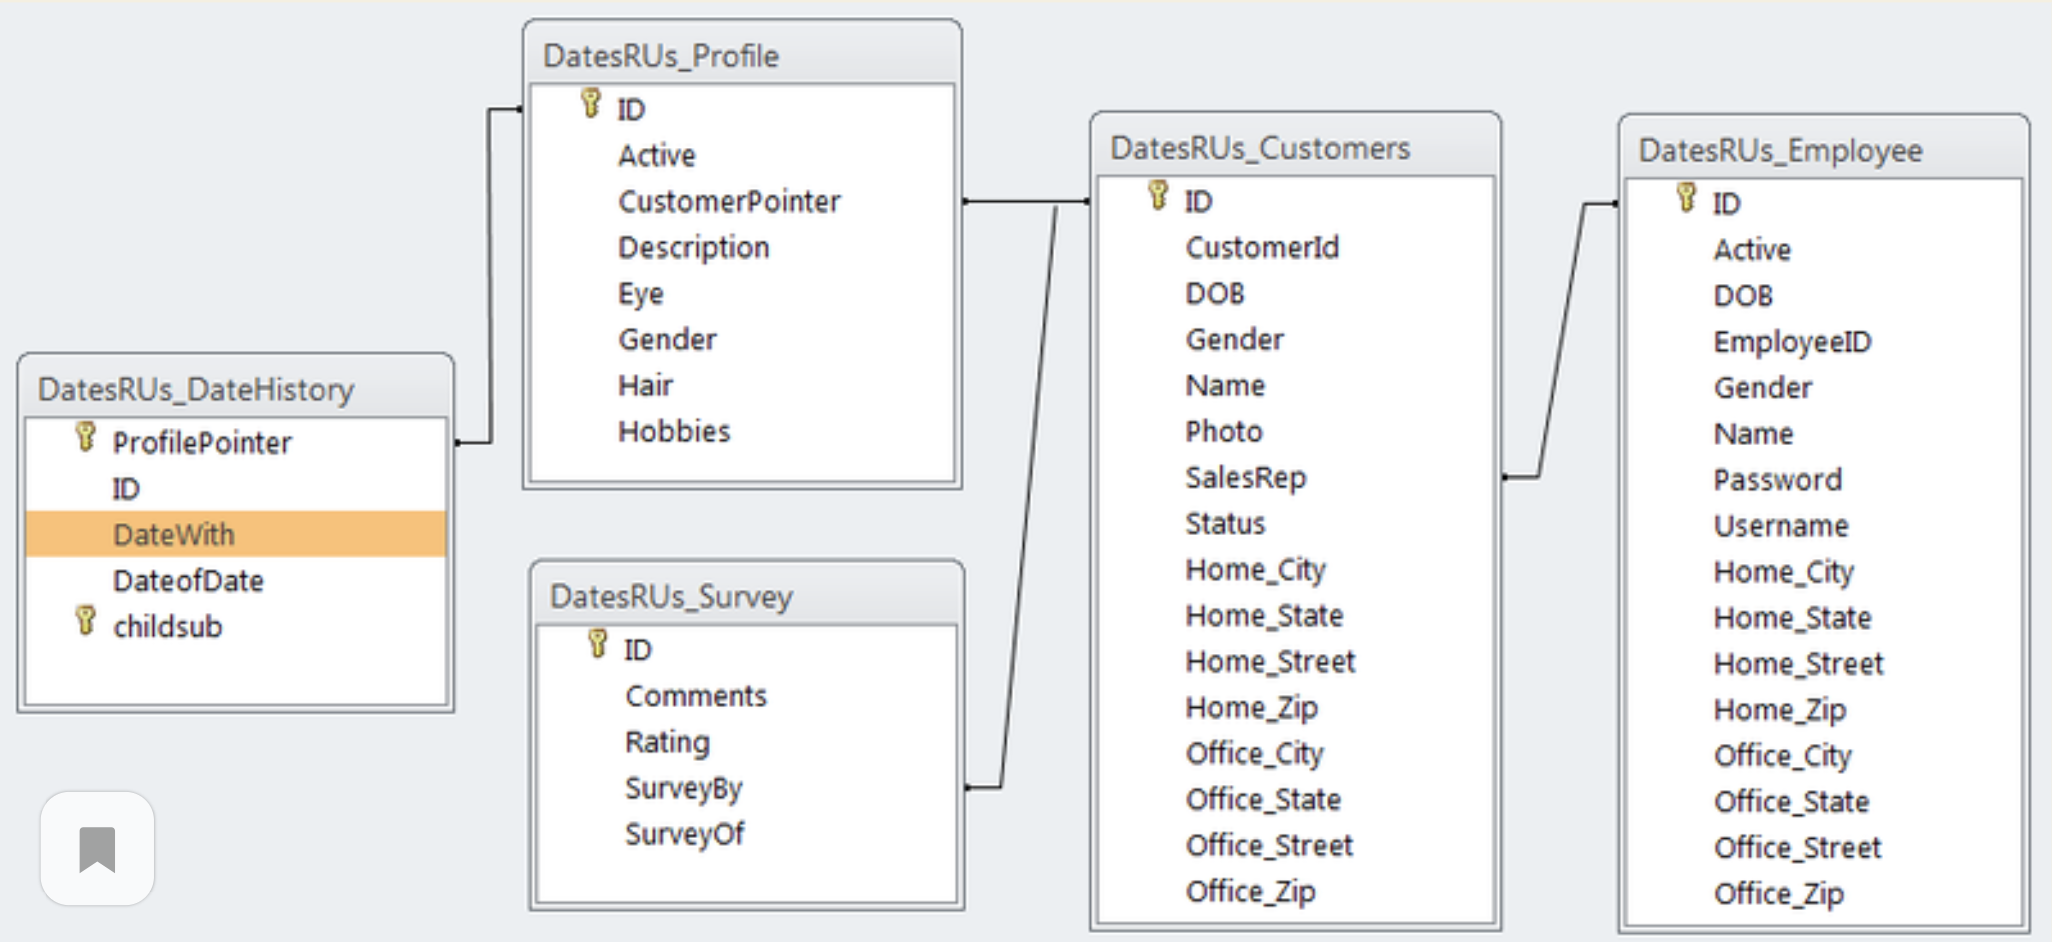 DatesRUs_Profile
ID
Active
CustomerPointer
Description
Eye
Gender
Hair
Hobbies
DatesRUs_Customers
ID
CustomerId
DOB
Gender
Name
Photo
SalesRep
Status
Home_City
Home_State
Home_Street
Home_Zip
Office_City
Office_State
Office_Street
Office_Zip
DatesRUs_Employee
ID
Active
DOB
EmployeeID
Gender
Name
Password
Username
Home_City
Home_State
Home_Street
Home_Zip
Office_City
Office_State
Office_Street
Office_Zip
DatesRUs_DateHistory
ProfilePointer
ID
DateWith
DateofDate
childsub
DatesRUs_Survey
ID
Comments
Rating
SurveyBy
SurveyOf